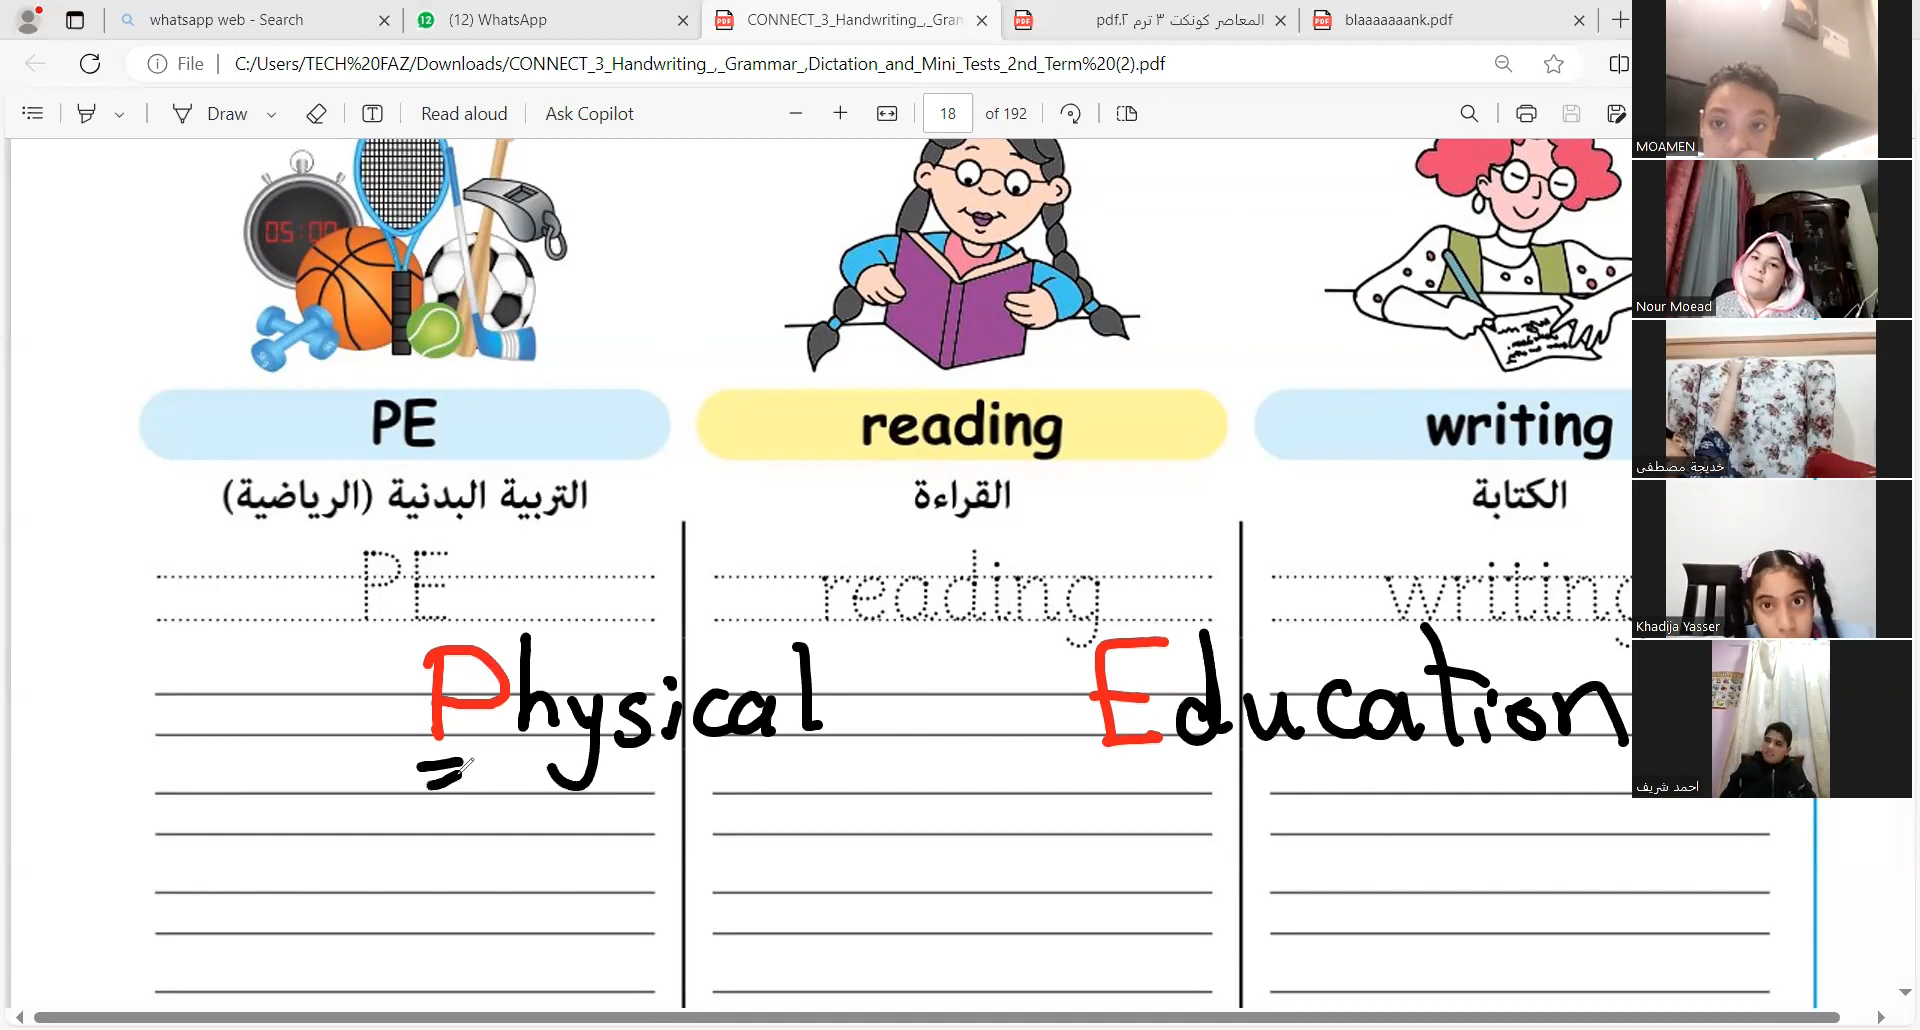 whatsapp web - Search
(12) WhatsApp
CONNECT_3_Handwriting_,_Gran
المعاصر كونكت ٣ ترم ٢.pdf
blaaaaaaank.pdf
File
C:/Users/TECH%20FAZ/Downloads/CONNECT_3_Handwriting_,_Grammar_,Dictation_and_Mini_Tests_2nd_Term%20(2).pdf
Draw
Read aloud
Ask Copilot
18 of 192
05:00
PE
reading
writing
التربية البدنية (الرياضية)
القراءة
الكتابة
PE
reading
writing
Physical Education
MOAMEN
Nour Moead
خديجة مصطفى
Khadija Yasser
احمد شريف